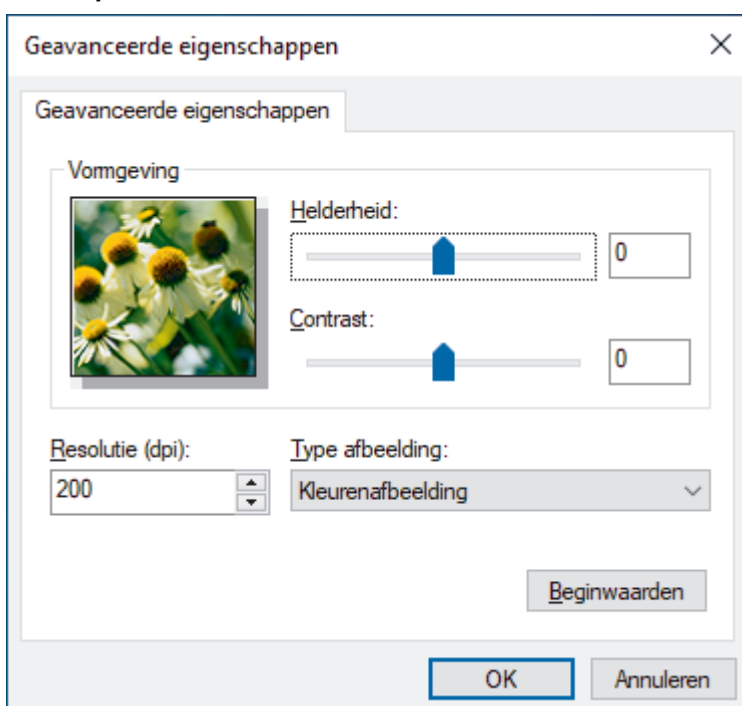 Geavanceerde eigenschappen
Geavanceerde eigenschappen
Vormgeving
Helderheid:
0
Contrast:
0
Resolutie (dpi):
Type afbeelding:
200
Kleurenafbeelding
Beginwaarden
OK
Annuleren